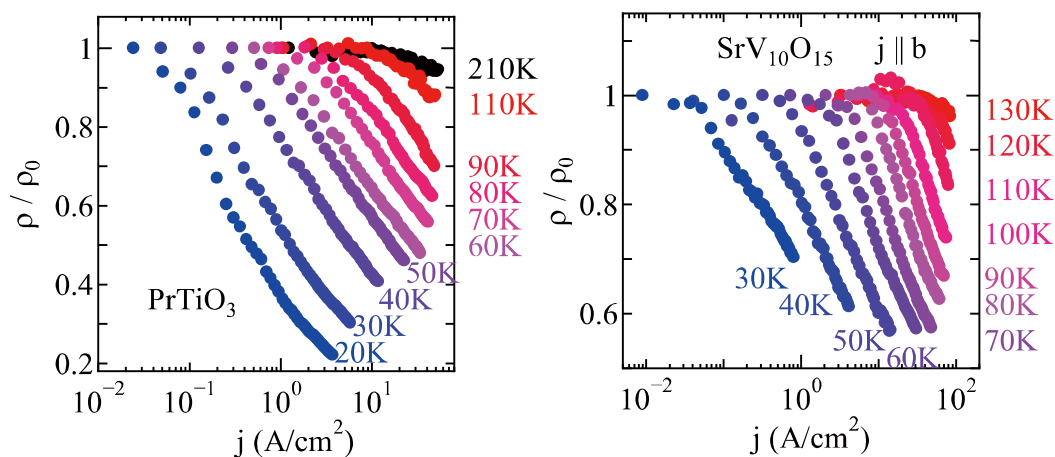 1
0.8
0.6
0.4
0.2
ρ / ρ₀
PrTiO₃
210K
110K
90K
80K
70K
60K
50K
40K
30K
20K
10⁻² 10⁻¹ 10⁰ 10¹
j (A/cm²)
SrV₁₀O₁₅ j || b
1
0.8
0.6
ρ / ρ₀
130K
120K
110K
100K
90K
80K
70K
30K
40K
50K
60K
10⁻² 10⁰ 10²
j (A/cm²)